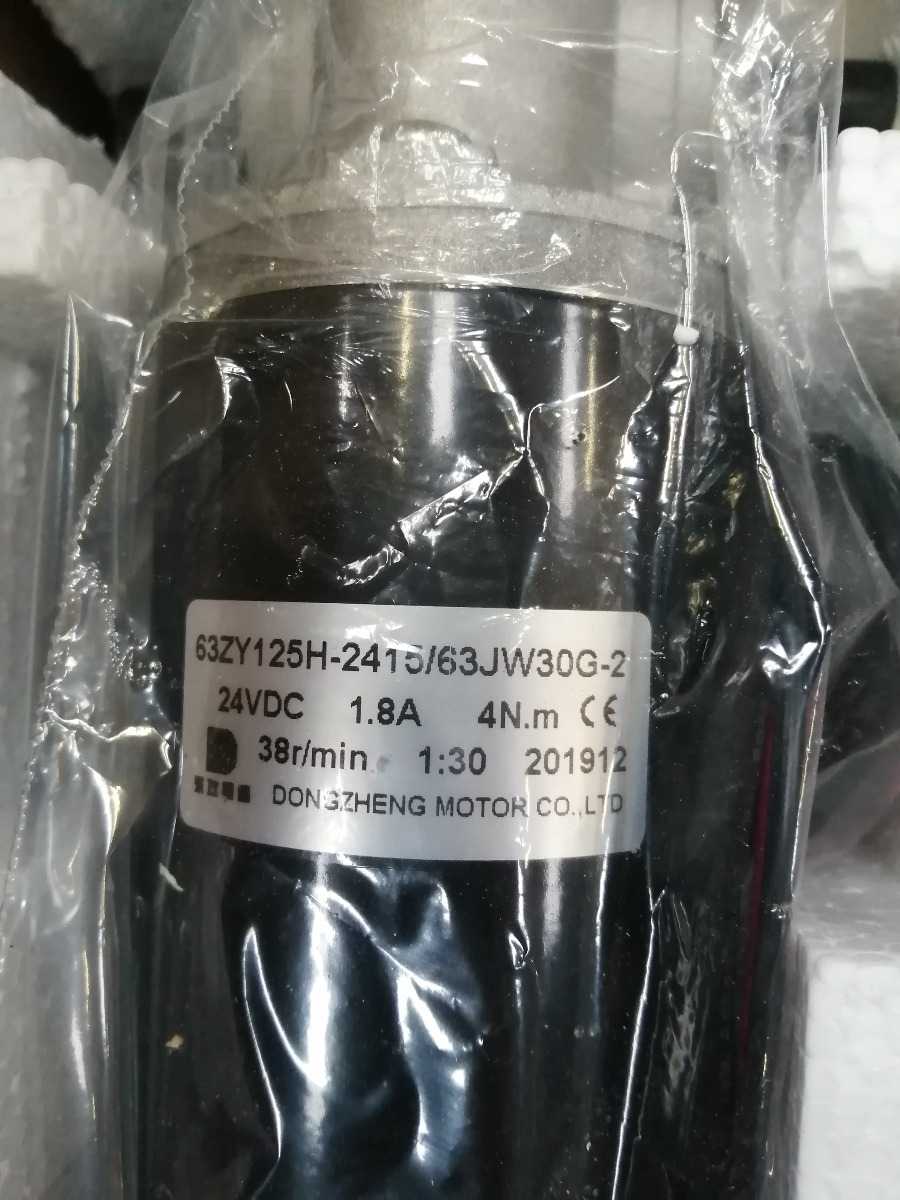 63ZY125H-2415/63JW30G-2
24VDC 1.8A 4N.m CE
38r/min 1:30 201912
DONGZHENG MOTOR CO.,LTD